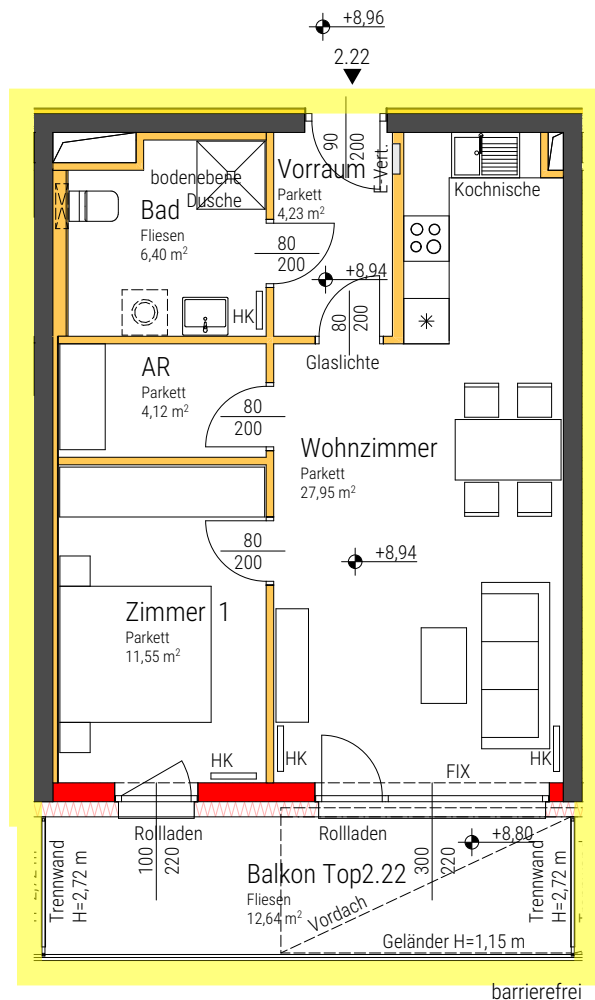 +8,96
2.22
90
200
E-Vert.
Vorraum
Parkett
4,23 m²
bodenebene
Dusche
Kochnische
Bad
Fliesen
6,40 m²
80
200
+8,94
HK
80
200
Glaslichte
AR
Parkett
4,12 m²
80
200
Wohnzimmer
Parkett
27,95 m²
80
200
+8,94
Zimmer 1
Parkett
11,55 m²
HK
HK
HK
FIX
Rollladen
Rollladen
100
220
300
220
+8,80
Trennwand
H=2,72 m
Trennwand
H=2,72 m
Balkon Top2.22
Fliesen
12,64 m²
Vordach
Geländer H=1,15 m
barrierefrei